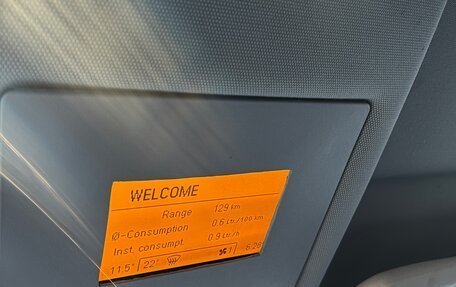 WELCOME
Range 129 km
Ø-Consumption 0.6 Ltr./100 km
Inst. consumpt. 0.9 Ltr./h
11.5° 22° 1 6:26